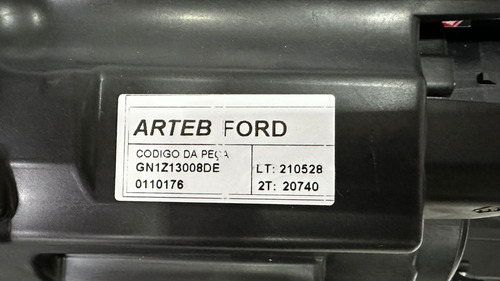 ARTEB FORD
CODIGO DA PEÇA
GN1Z13008DE LT: 210528
0110176 2T: 20740